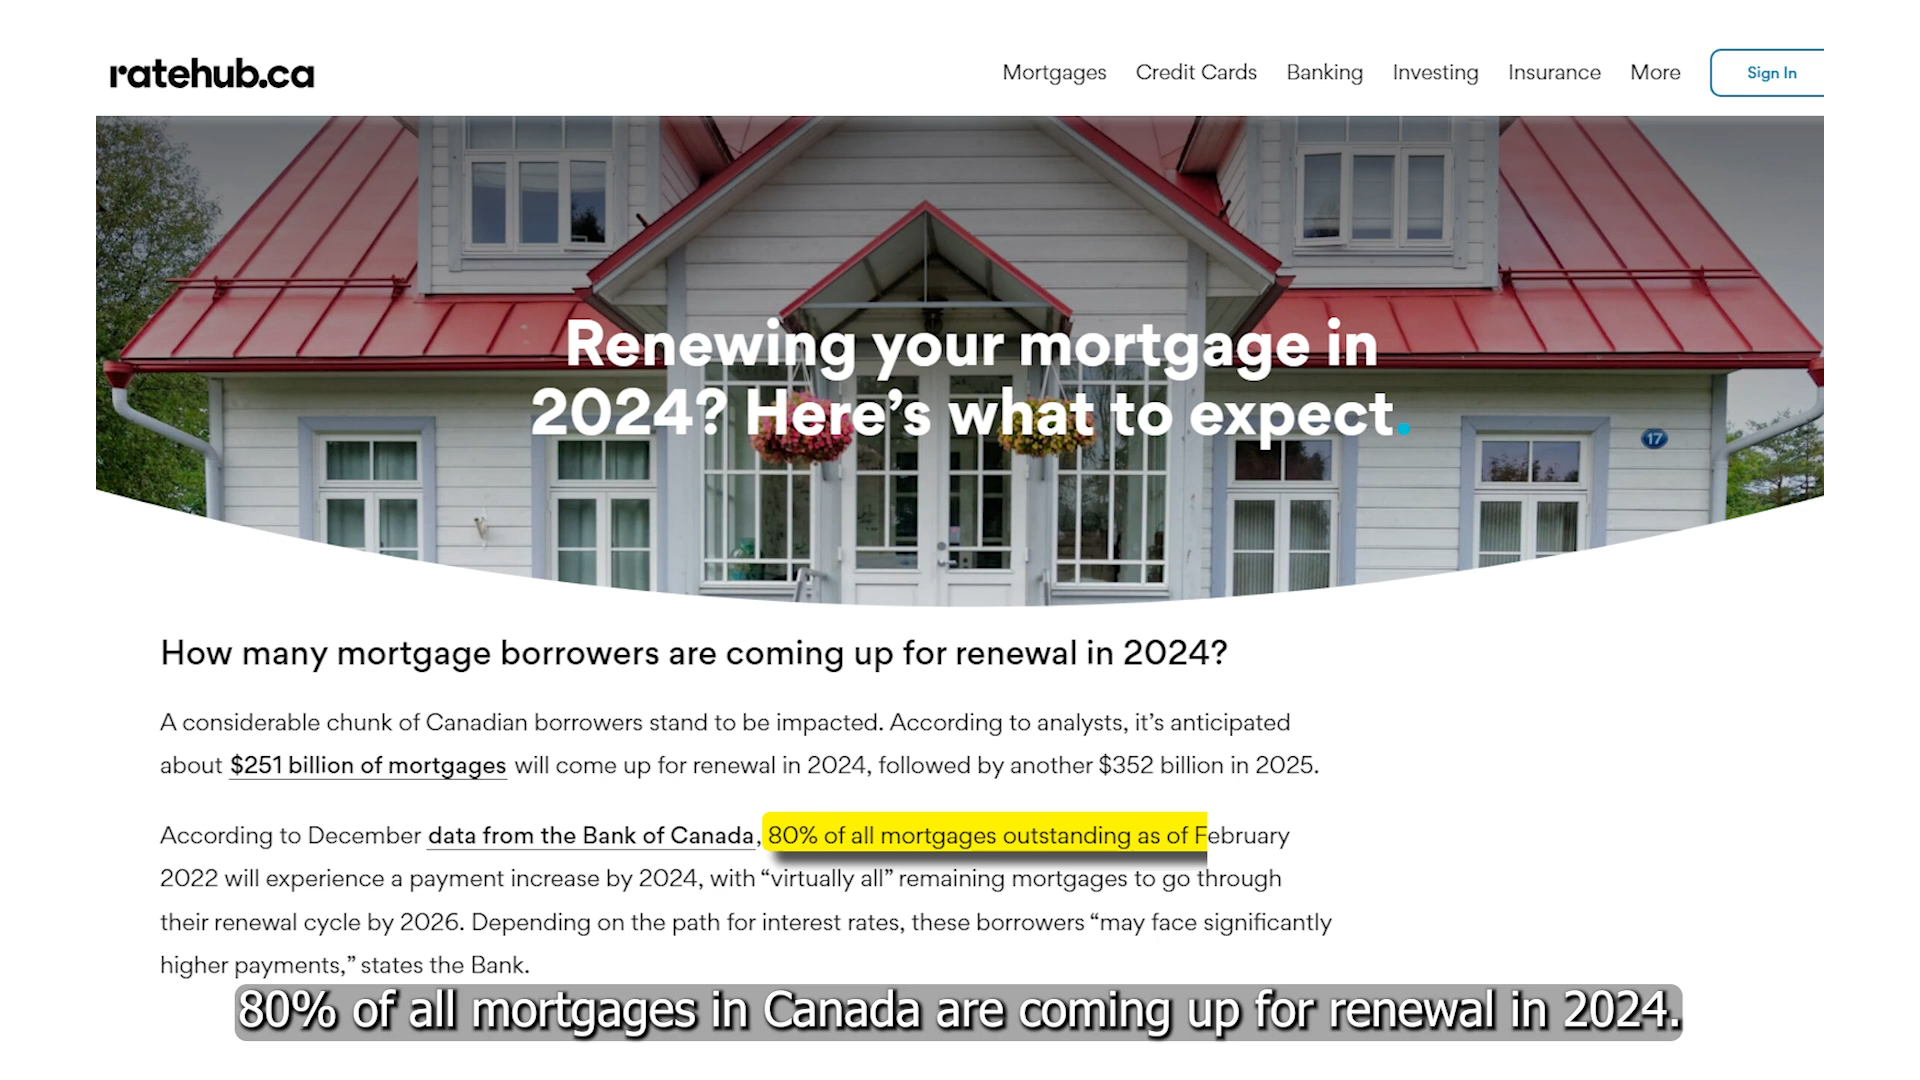 ratehub.ca
Mortgages Credit Cards Banking Investing Insurance More Sign In
Renewing your mortgage in
2024? Here's what to expect.
17
How many mortgage borrowers are coming up for renewal in 2024?
A considerable chunk of Canadian borrowers stand to be impacted. According to analysts, it's anticipated
about $251 billion of mortgages will come up for renewal in 2024, followed by another $352 billion in 2025.
According to December data from the Bank of Canada, 80% of all mortgages outstanding as of February
2022 will experience a payment increase by 2024, with “virtually all” remaining mortgages to go through
their renewal cycle by 2026. Depending on the path for interest rates, these borrowers “may face significantly
higher payments,” states the Bank.
80% of all mortgages in Canada are coming up for renewal in 2024.